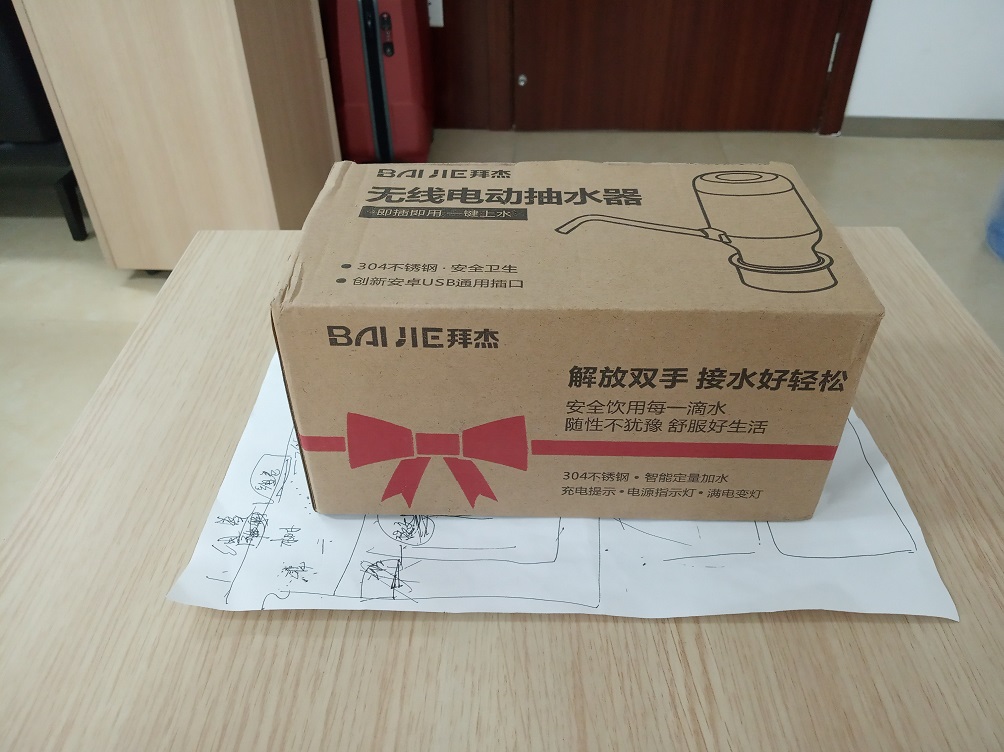 BAIJIE拜杰
无线电动抽水器
即插即用 一键上水
304不锈钢·安全卫生
创新安卓USB通用插口
BAIJIE拜杰
解放双手 接水好轻松
安全饮用每一滴水
随性不犹豫 舒服好生活
304不锈钢·智能定量加水
充电提示·电源指示灯·满电变灯